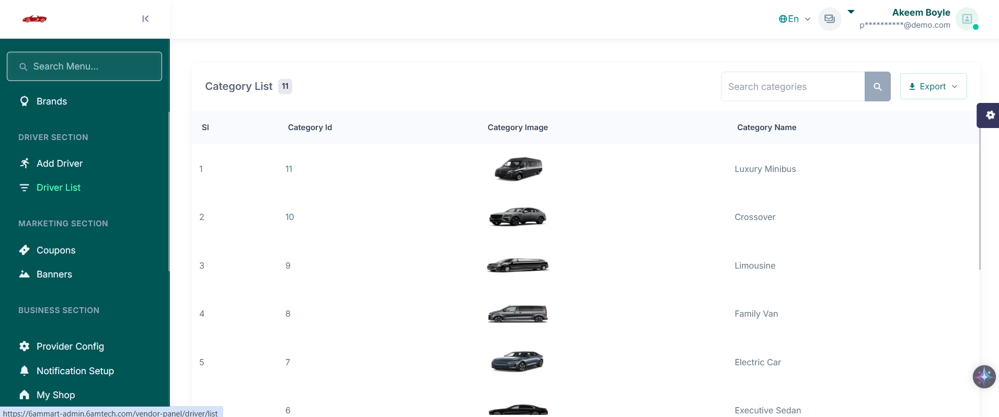 En
Akeem Boyle
p**********@demo.com
Search Menu...
Brands
DRIVER SECTION
Add Driver
Driver List
MARKETING SECTION
Coupons
Banners
BUSINESS SECTION
Provider Config
Notification Setup
My Shop
https://6ammart-admin.6amtech.com/vendor-panel/driver/list
Category List 11
Search categories
Export
Sl Category Id Category Image Category Name
1 11 Luxury Minibus
2 10 Crossover
3 9 Limousine
4 8 Family Van
5 7 Electric Car
6 Executive Sedan